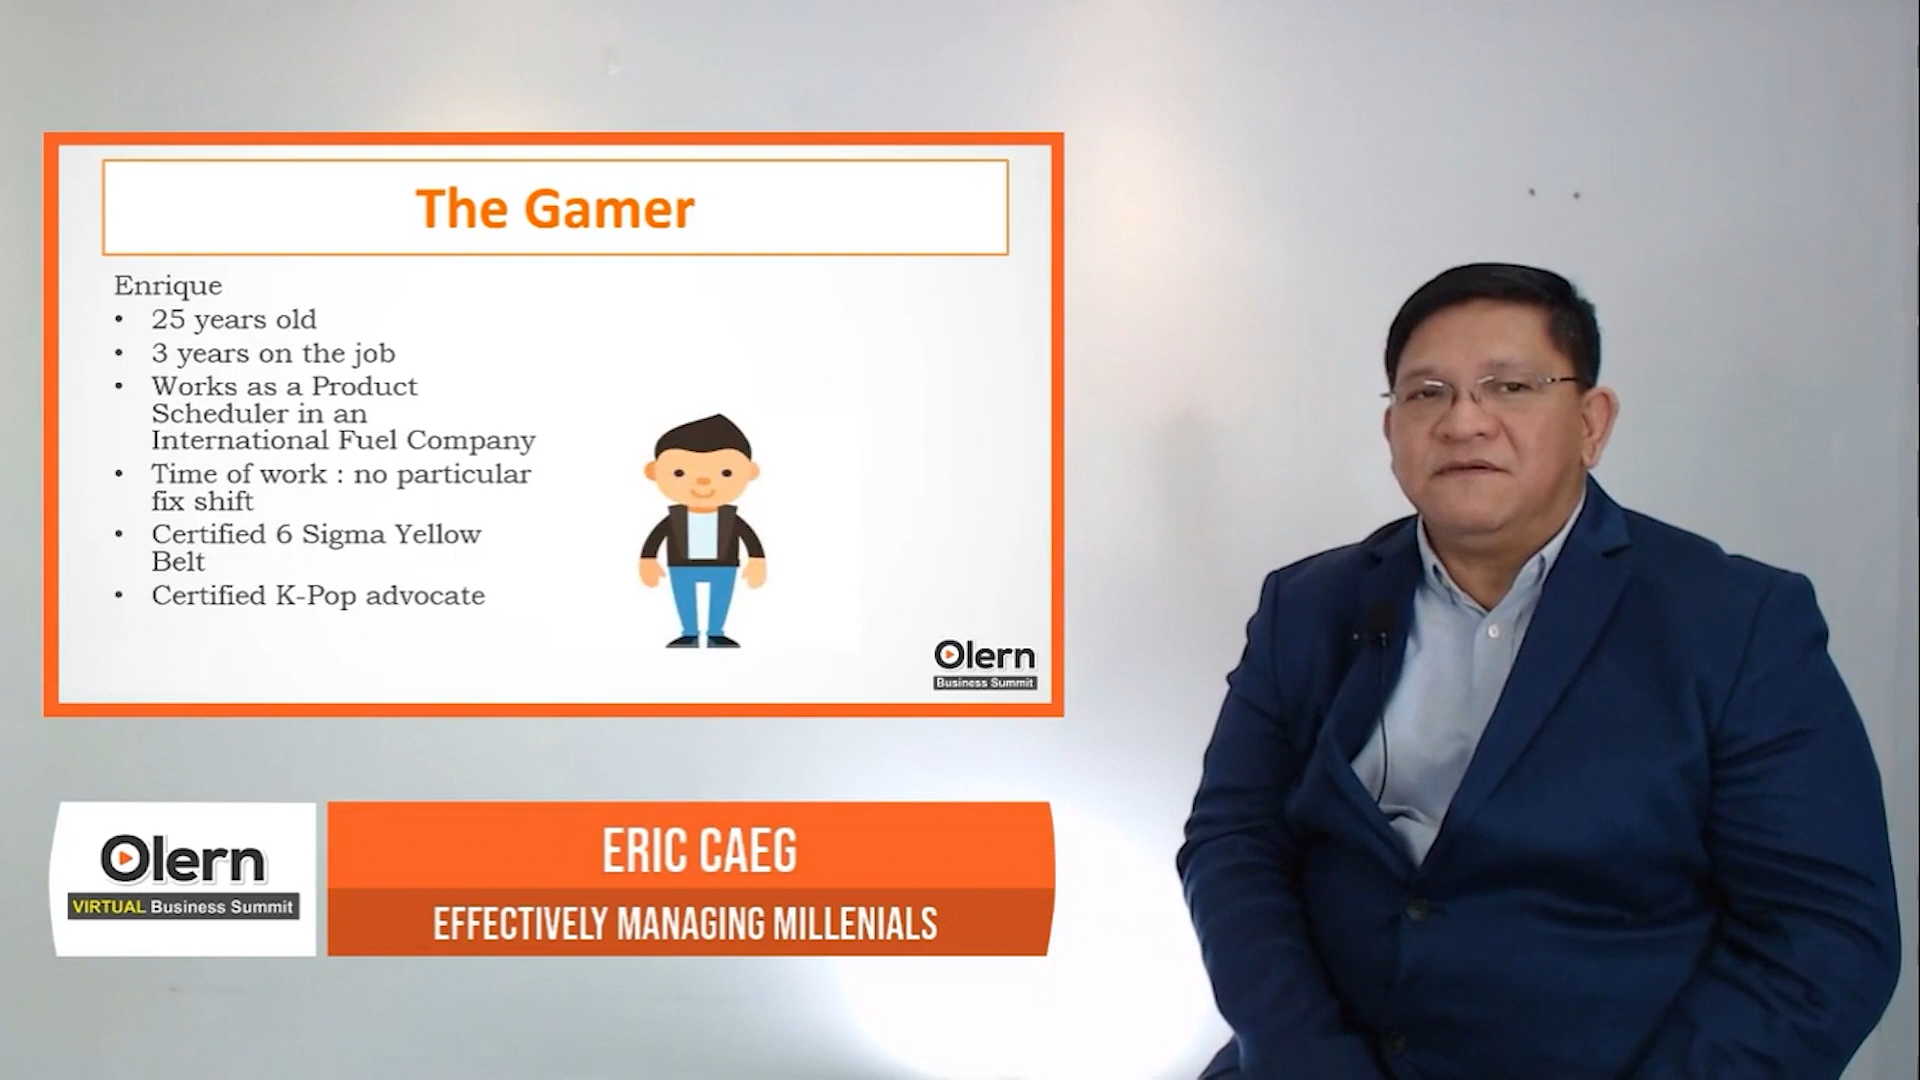 The Gamer
Enrique
• 25 years old
• 3 years on the job
• Works as a Product
Scheduler in an
International Fuel Company
• Time of work : no particular
fix shift
• Certified 6 Sigma Yellow
Belt
• Certified K-Pop advocate
Olern
Business Summit
Olern
VIRTUAL Business Summit
ERIC CAEG
EFFECTIVELY MANAGING MILLENIALS